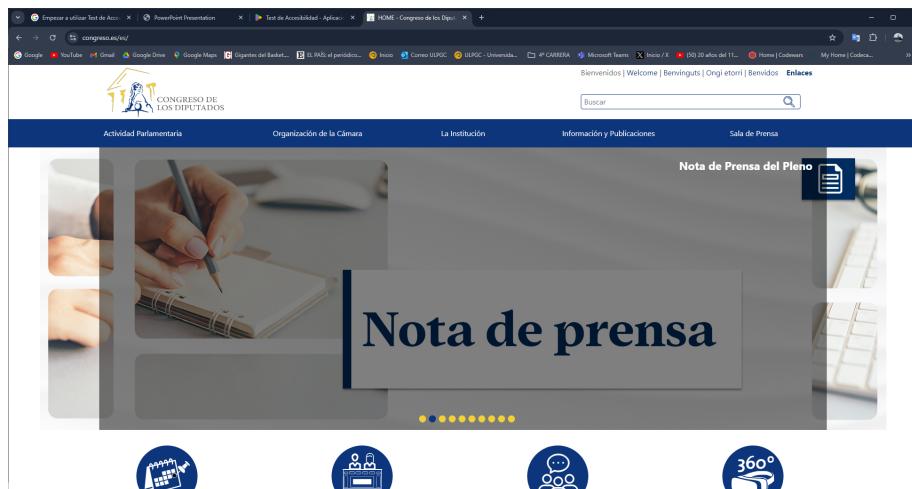 Empezar a utilizar Test de Acce
PowerPoint Presentation
Test de Accesibilidad - Aplicaci
HOME - Congreso de los Diput
congreso.es/es/
Google
YouTube
Gmail
Google Drive
Google Maps
Gigantes del Basket...
EL PAÍS: el periódico...
Inicio
Correo ULPGC
ULPGC - Universida...
4º CARRERA
Microsoft Teams
Inicio / X
(50) 20 años del 11...
Home | Codewars
My Home | Codeca...
Bienvenidos | Welcome | Benvinguts | Ongi etorri | Benvidos Enlaces
CONGRESO DE
LOS DIPUTADOS
Buscar
Actividad Parlamentaria
Organización de la Cámara
La Institución
Información y Publicaciones
Sala de Prensa
Nota de Prensa del Pleno
Nota de prensa
360°